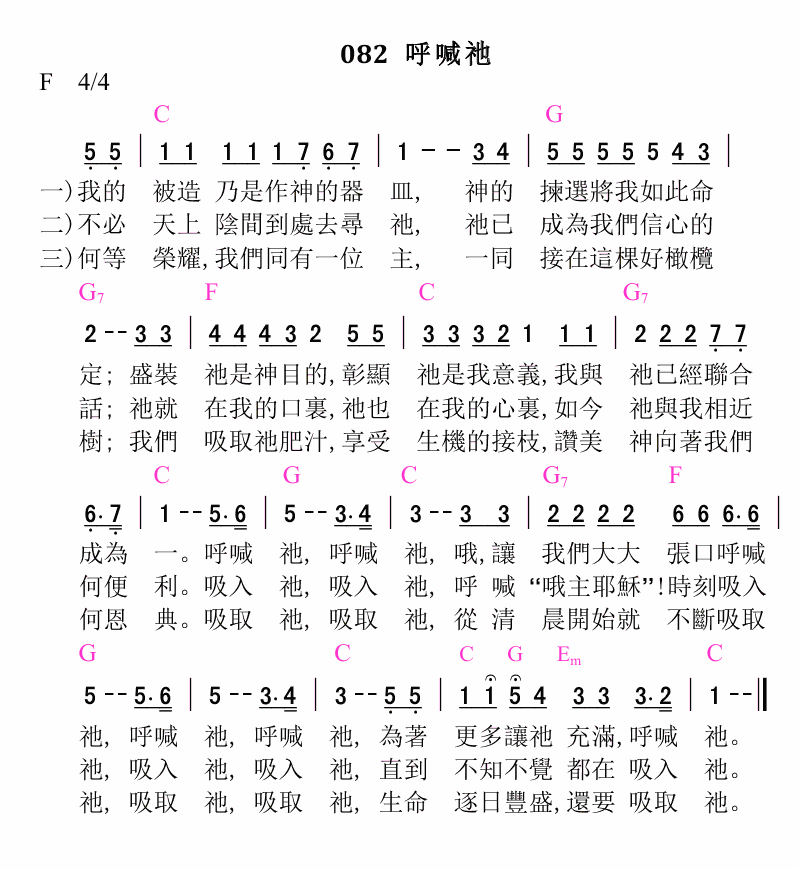 082 呼喊祂
F 4/4
C G
5 5 | 1 1 1 1 1 7 6 7 | 1 - - 3 4 | 5 5 5 5 5 4 3 |
一)我的 被造 乃是作神的器 皿, 神的 揀選將我如此命
二)不必 天上 陰間到處去尋 祂, 祂已 成為我們信心的
三)何等 榮耀,我們同有一位 主, 一同 接在這棵好橄欖
G7 F C G7
2 - - 3 3 | 4 4 4 3 2 5 5 | 3 3 3 2 1 1 1 | 2 2 2 7 7
定; 盛裝 祂是神目的,彰顯 祂是我意義,我與 祂已經聯合
話; 祂就 在我的口裏,祂也 在我的心裏,如今 祂與我相近
樹; 我們 吸取祂肥汁,享受 生機的接枝,讚美 神向著我們
C G C G7 F
6. 7 | 1 - - 5. 6 | 5 - - 3. 4 | 3 - - 3 3 | 2 2 2 2 6 6 6. 6 |
成為 一。呼喊 祂, 呼喊 祂, 哦,讓 我們大大 張口呼喊
何便 利。吸入 祂, 吸入 祂, 呼 喊 “哦主耶穌”!時刻吸入
何恩 典。吸取 祂, 吸取 祂, 從 清 晨開始就 不斷吸取
G C C G Em C
5 - - 5. 6 | 5 - - 3. 4 | 3 - - 5 5 | 1 1 5 4 3 3 3. 2 | 1 - - ‖
祂, 呼喊 祂, 呼喊 祂, 為著 更多讓祂 充滿,呼喊 祂。
祂, 吸入 祂, 吸入 祂, 直到 不知不覺 都在 吸入 祂。
祂, 吸取 祂, 吸取 祂, 生命 逐日豐盛,還要 吸取 祂。